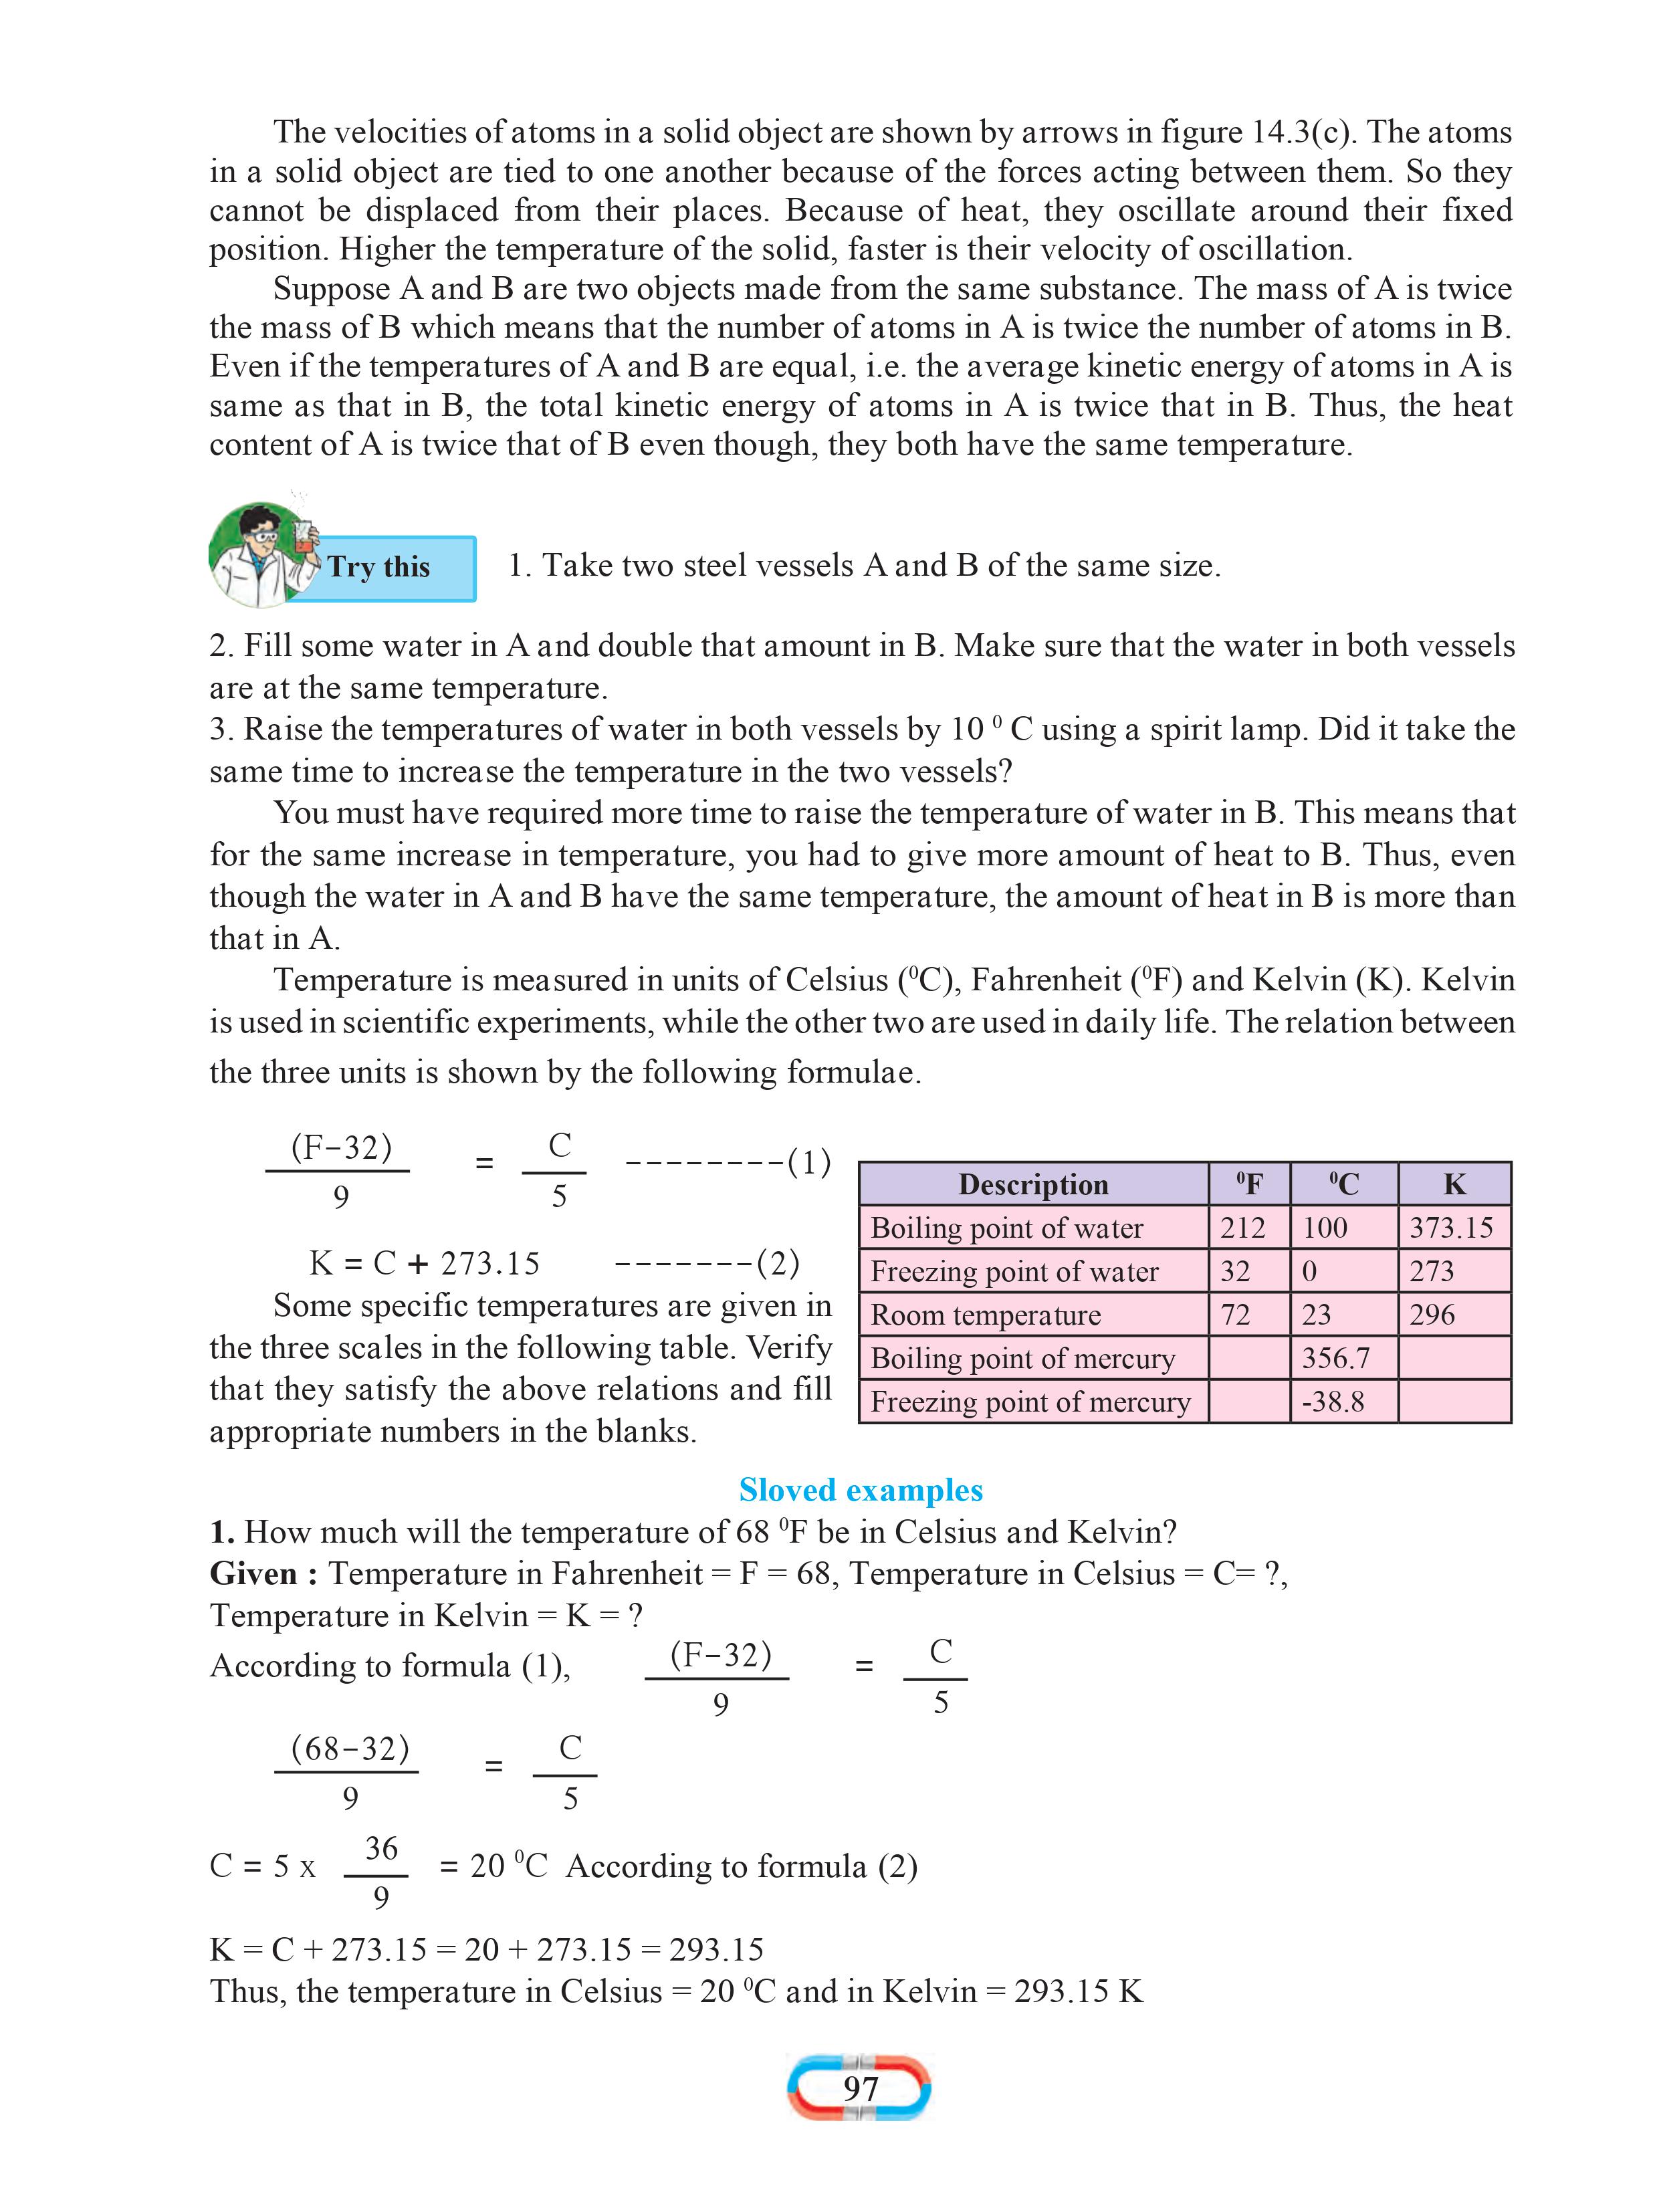 The velocities of atoms in a solid object are shown by arrows in figure 14.3(c). The atoms
in a solid object are tied to one another because of the forces acting between them. So they
cannot be displaced from their places. Because of heat, they oscillate around their fixed
position. Higher the temperature of the solid, faster is their velocity of oscillation.
Suppose A and B are two objects made from the same substance. The mass of A is twice
the mass of B which means that the number of atoms in A is twice the number of atoms in B.
Even if the temperatures of A and B are equal, i.e. the average kinetic energy of atoms in A is
same as that in B, the total kinetic energy of atoms in A is twice that in B. Thus, the heat
content of A is twice that of B even though, they both have the same temperature.
Try this
1. Take two steel vessels A and B of the same size.
2. Fill some water in A and double that amount in B. Make sure that the water in both vessels
are at the same temperature.
3. Raise the temperatures of water in both vessels by 10 ⁰ C using a spirit lamp. Did it take the
same time to increase the temperature in the two vessels?
You must have required more time to raise the temperature of water in B. This means that
for the same increase in temperature, you had to give more amount of heat to B. Thus, even
though the water in A and B have the same temperature, the amount of heat in B is more than
that in A.
Temperature is measured in units of Celsius (⁰C), Fahrenheit (⁰F) and Kelvin (K). Kelvin
is used in scientific experiments, while the other two are used in daily life. The relation between
the three units is shown by the following formulae.
(F-32)
9
=
C
5
--------(1)
K = C + 273.15 -------(2)
Some specific temperatures are given in
the three scales in the following table. Verify
that they satisfy the above relations and fill
appropriate numbers in the blanks.
Description ⁰F ⁰C K
Boiling point of water 212 100 373.15
Freezing point of water 32 0 273
Room temperature 72 23 296
Boiling point of mercury 356.7
Freezing point of mercury -38.8
Sloved examples
1. How much will the temperature of 68 ⁰F be in Celsius and Kelvin?
Given : Temperature in Fahrenheit = F = 68, Temperature in Celsius = C= ?,
Temperature in Kelvin = K = ?
According to formula (1),
(F-32)
9
=
C
5
(68-32)
9
=
C
5
C = 5 x
36
9
= 20 ⁰C According to formula (2)
K = C + 273.15 = 20 + 273.15 = 293.15
Thus, the temperature in Celsius = 20 ⁰C and in Kelvin = 293.15 K
97